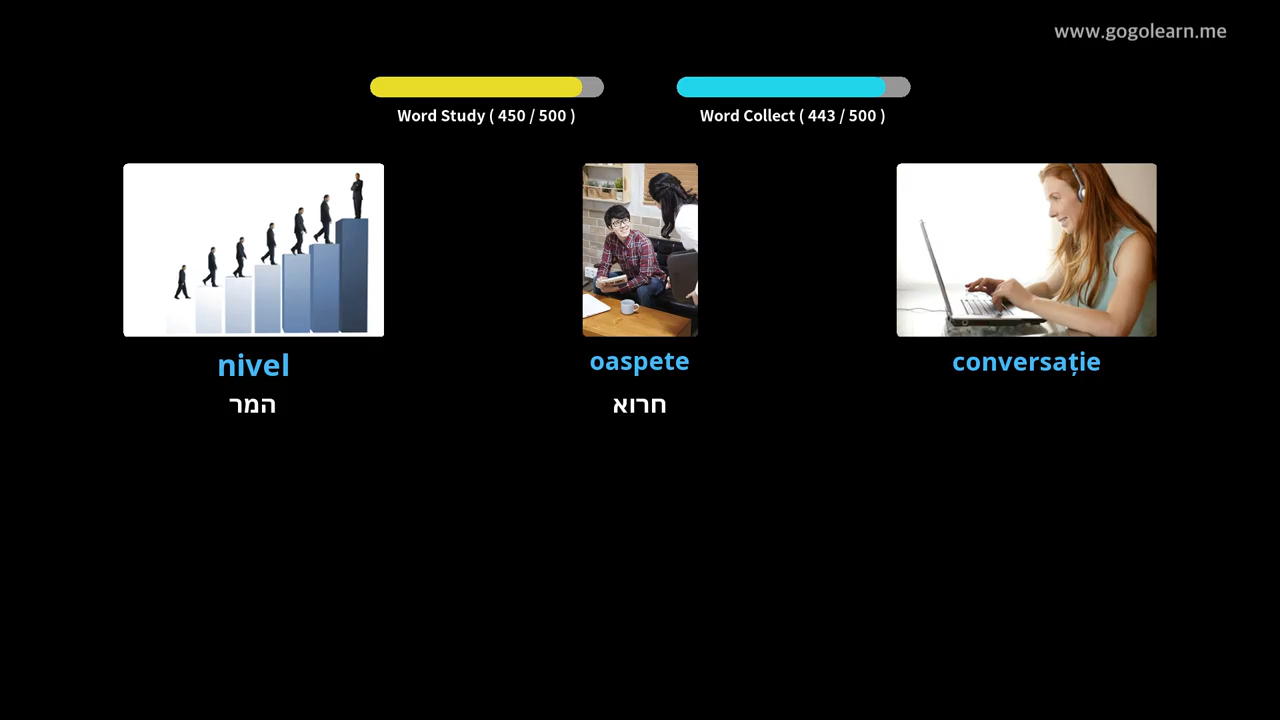 www.gogolearn.me
Word Study ( 450 / 500 )
Word Collect ( 443 / 500 )
nivel
המר
oaspete
חרוא
conversație